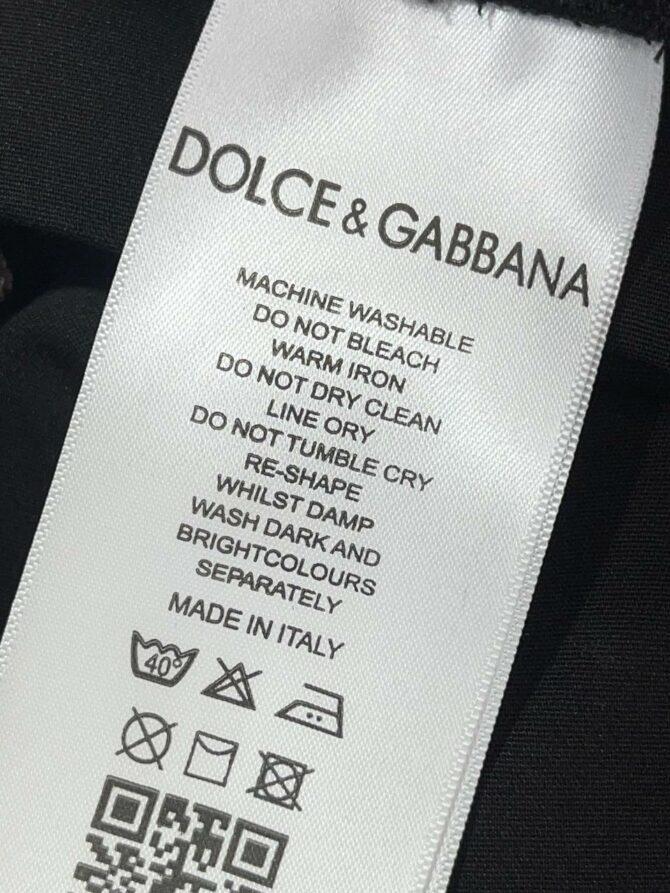 DOLCE & GABBANA
MACHINE WASHABLE
DO NOT BLEACH
WARM IRON
DO NOT DRY CLEAN
LINE ORY
DO NOT TUMBLE CRY
RE-SHAPE
WHILST DAMP
WASH DARK AND
BRIGHTCOLOURS
SEPARATELY
MADE IN ITALY
40°